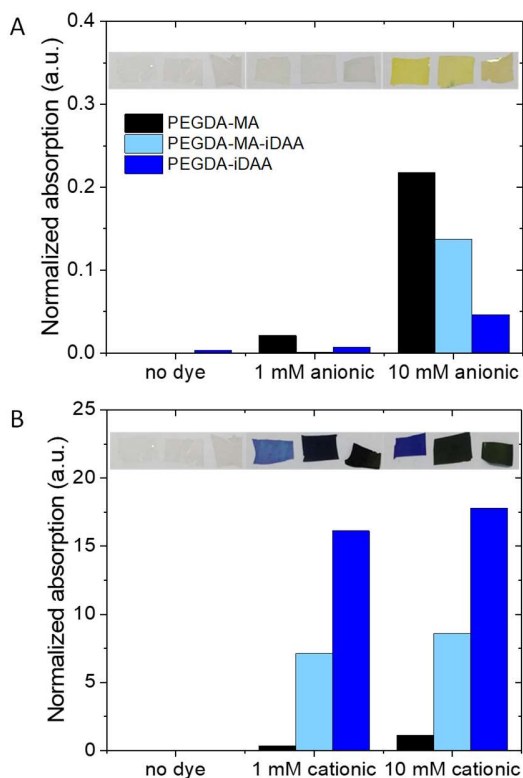 A
Normalized absorption (a.u.)
0.4
0.3
0.2
0.1
0.0
PEGDA-MA
PEGDA-MA-iDAA
PEGDA-iDAA
no dye 1 mM anionic 10 mM anionic
B
Normalized absorption (a.u.)
25
20
15
10
5
0
no dye 1 mM cationic 10 mM cationic